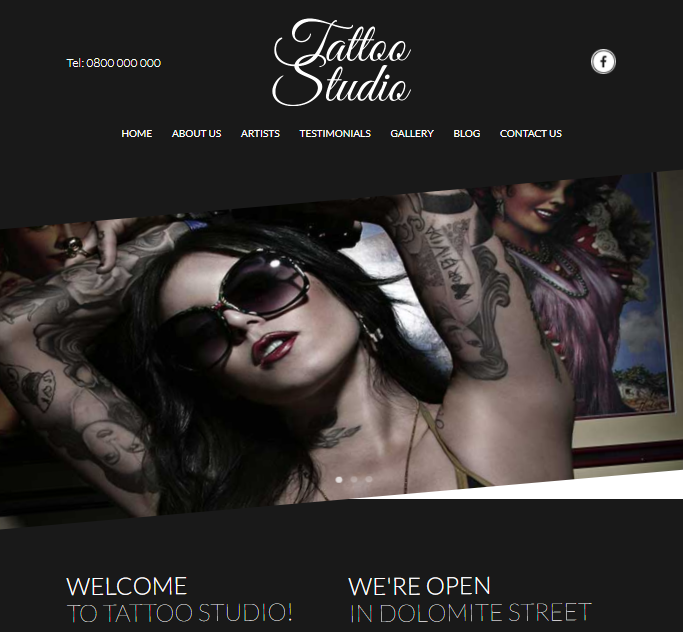 Tattoo
Studio
Tel: 0800 000 000
f
HOME ABOUT US ARTISTS TESTIMONIALS GALLERY BLOG CONTACT US
WELCOME
TO TATTOO STUDIO!
WE'RE OPEN
IN DOLOMITE STREET